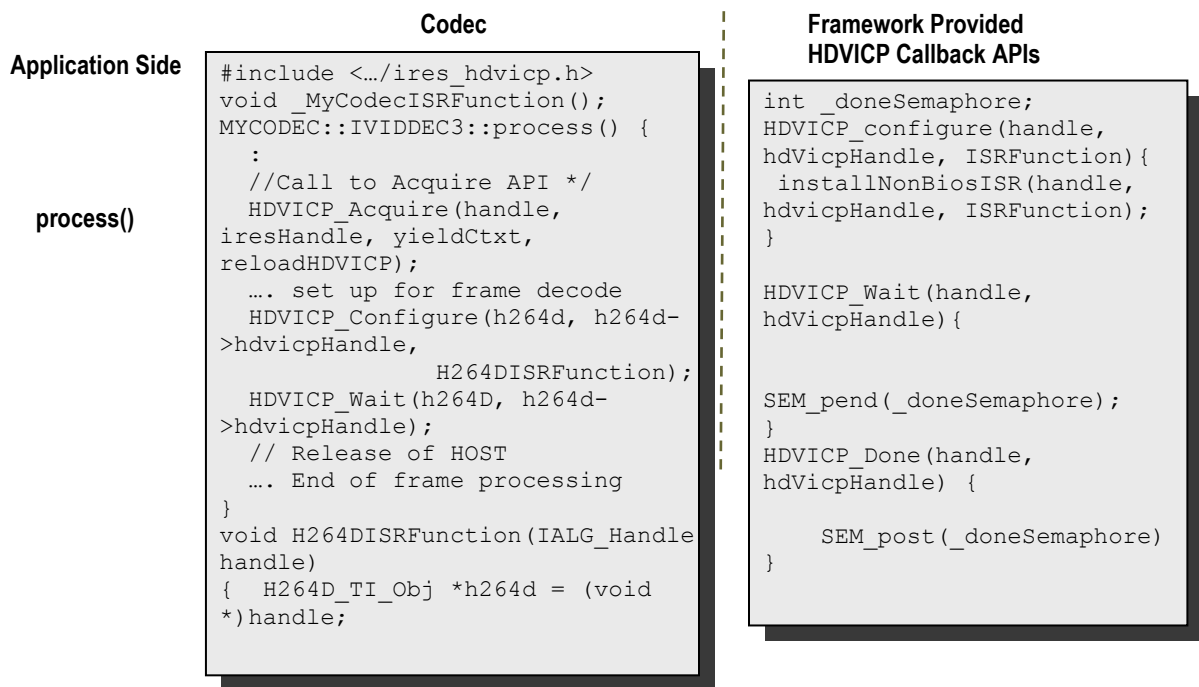 Codec
Application Side
#include <…/ires_hdvicp.h>
void _MyCodecISRFunction();
MYCODEC::IVIDDEC3::process() {
:
//Call to Acquire API */
HDVICP_Acquire(handle,
iresHandle, yieldCtxt,
reloadHDVICP);
…. set up for frame decode
HDVICP_Configure(h264d, h264d-
>hdvicpHandle,
H264DISRFunction);
HDVICP_Wait(h264D, h264d-
>hdvicpHandle);
// Release of HOST
…. End of frame processing
}
void H264DISRFunction(IALG_Handle
handle)
{  H264D_TI_Obj *h264d = (void
*)handle;
process()
Framework Provided
HDVICP Callback APIs
int _doneSemaphore;
HDVICP_configure(handle,
hdVicpHandle, ISRFunction){
installNonBiosISR(handle,
hdvicpHandle, ISRFunction);
}
HDVICP_Wait(handle,
hdVicpHandle){
SEM_pend(_doneSemaphore);
}
HDVICP_Done(handle,
hdVicpHandle) {
SEM_post(_doneSemaphore)
}